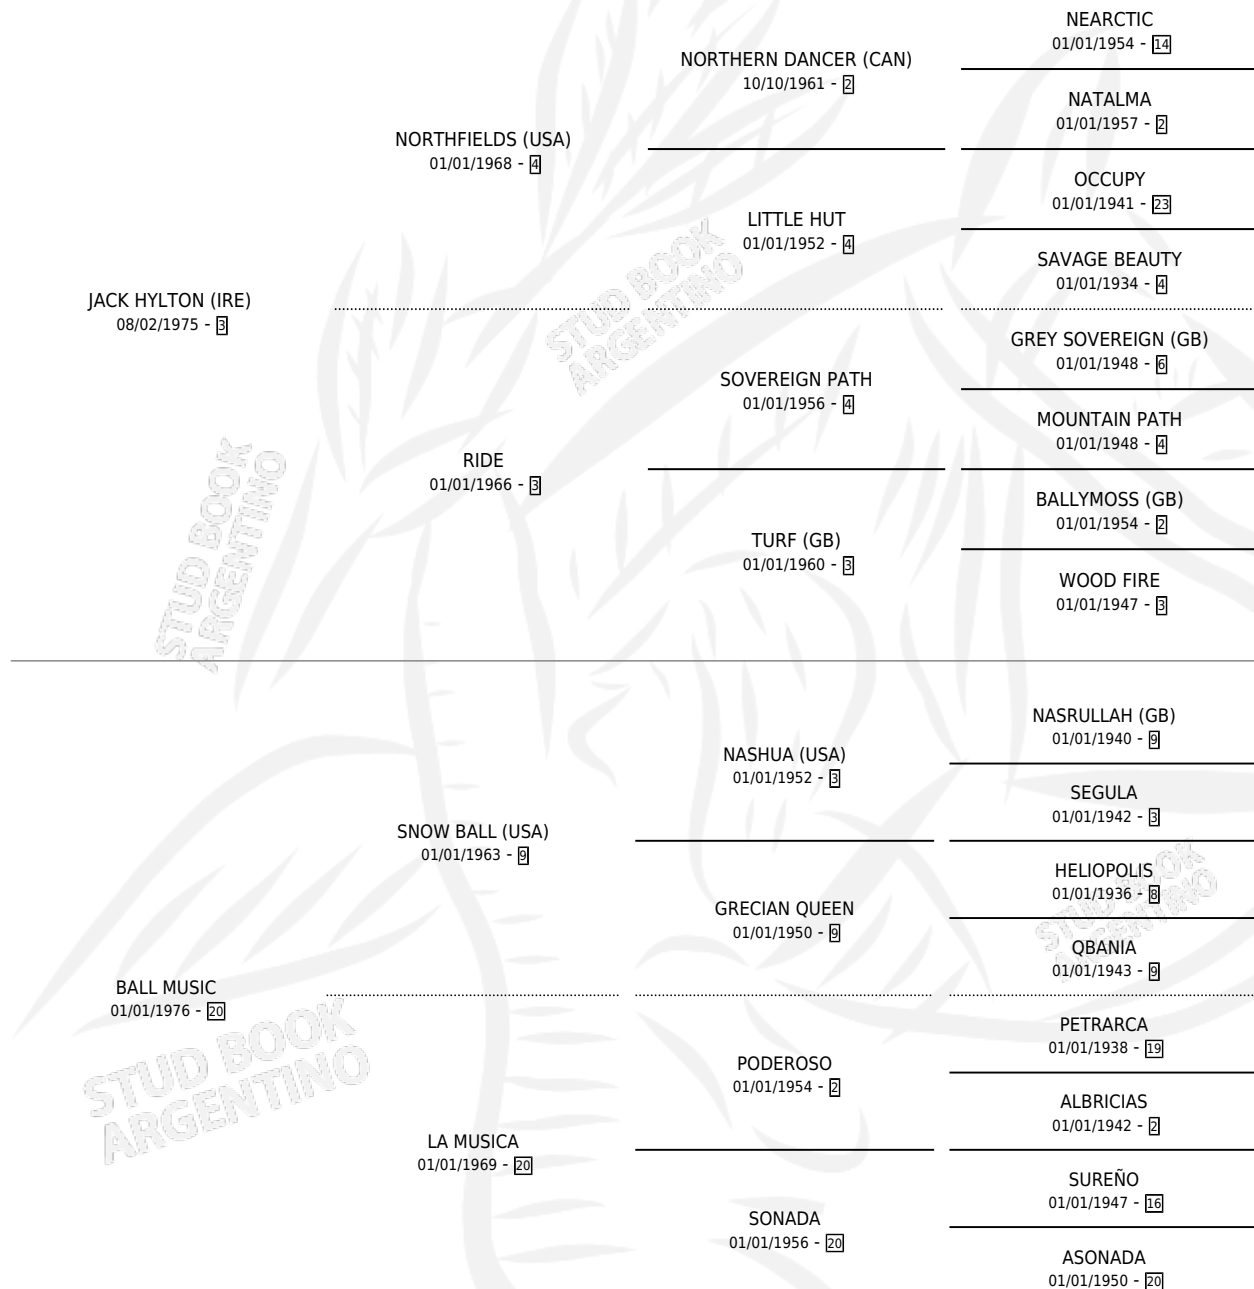 NEARCTIC
01/01/1954 - 14
NORTHERN DANCER (CAN)
10/10/1961 - 2
NATALMA
01/01/1957 - 2
NORTHFIELDS (USA)
01/01/1968 - 4
OCCUPY
01/01/1941 - 23
LITTLE HUT
01/01/1952 - 4
SAVAGE BEAUTY
01/01/1934 - 4
JACK HYLTON (IRE)
08/02/1975 - 3
GREY SOVEREIGN (GB)
01/01/1948 - 6
SOVEREIGN PATH
01/01/1956 - 4
MOUNTAIN PATH
01/01/1948 - 4
RIDE
01/01/1966 - 3
BALLYMOSS (GB)
01/01/1954 - 2
TURF (GB)
01/01/1960 - 3
WOOD FIRE
01/01/1947 - 3
NASRULLAH (GB)
01/01/1940 - 9
NASHUA (USA)
01/01/1952 - 3
SEGULA
01/01/1942 - 3
SNOW BALL (USA)
01/01/1963 - 9
HELIOPOLIS
01/01/1936 - 8
GRECIAN QUEEN
01/01/1950 - 9
QBANIA
01/01/1943 - 9
BALL MUSIC
01/01/1976 - 20
PETRARCA
01/01/1938 - 19
PODEROSO
01/01/1954 - 2
ALBRICIAS
01/01/1942 - 2
LA MUSICA
01/01/1969 - 20
SUREÑO
01/01/1947 - 16
SONADA
01/01/1956 - 20
ASONADA
01/01/1950 - 20
STUD BOOK
ARGENTINO
STUD BOOK
ARGENTINO
STUD BOOK
ARGENTINO
STUD BOOK
ARGENTINO